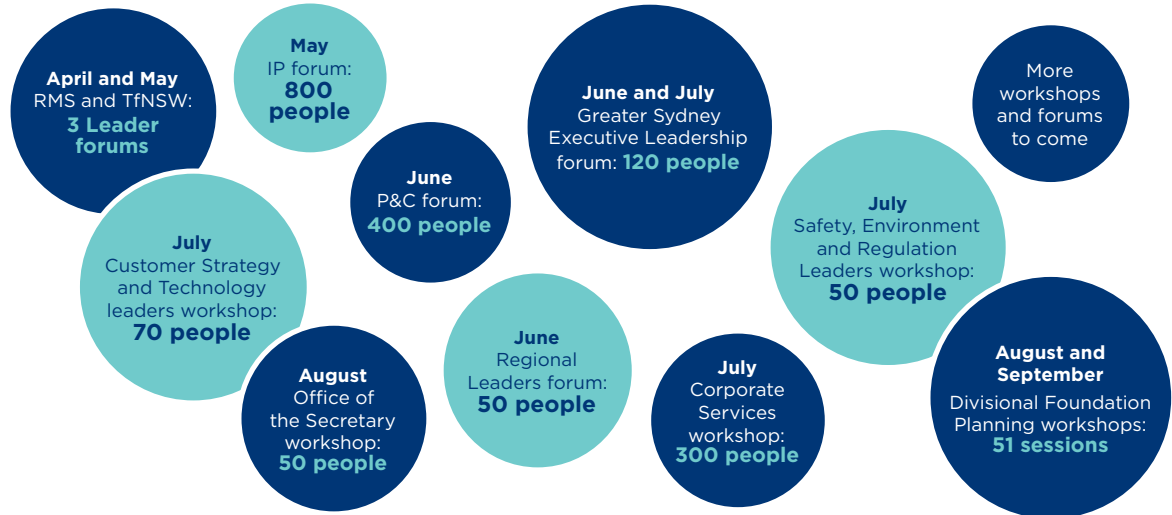 April and May
RMS and TfNSW:
3 Leader
forums
May
IP forum:
800
people
June
P&C forum:
400 people
June and July
Greater Sydney
Executive Leadership
forum: 120 people
More
workshops
and forums
to come
July
Customer Strategy
and Technology
leaders workshop:
70 people
July
Safety, Environment
and Regulation
Leaders workshop:
50 people
August
Office of
the Secretary
workshop:
50 people
June
Regional
Leaders forum:
50 people
July
Corporate
Services
workshop:
300 people
August and
September
Divisional Foundation
Planning workshops:
51 sessions